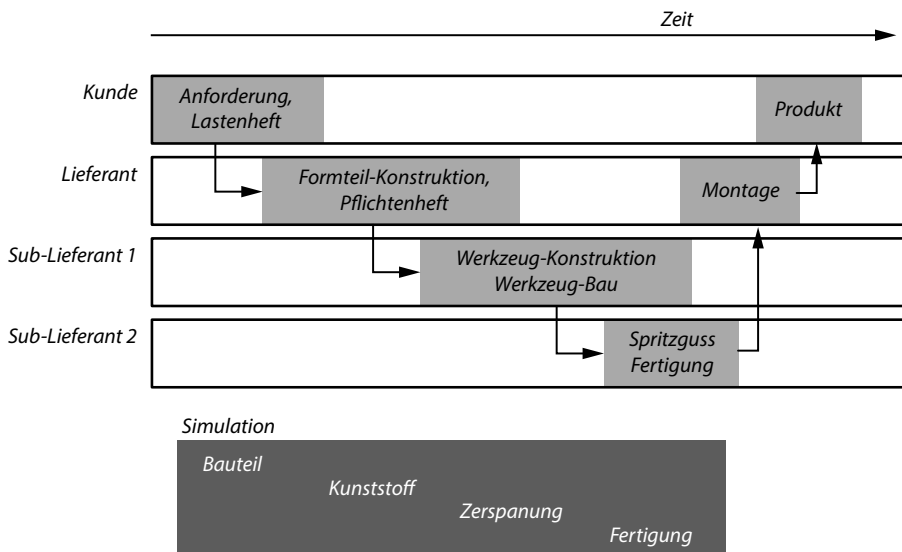 Zeit
Kunde
Anforderung,
Lastenheft
Produkt
Lieferant
Formteil-Konstruktion,
Pflichtenheft
Montage
Sub-Lieferant 1
Werkzeug-Konstruktion
Werkzeug-Bau
Sub-Lieferant 2
Spritzguss
Fertigung
Simulation
Bauteil
Kunststoff
Zerspanung
Fertigung